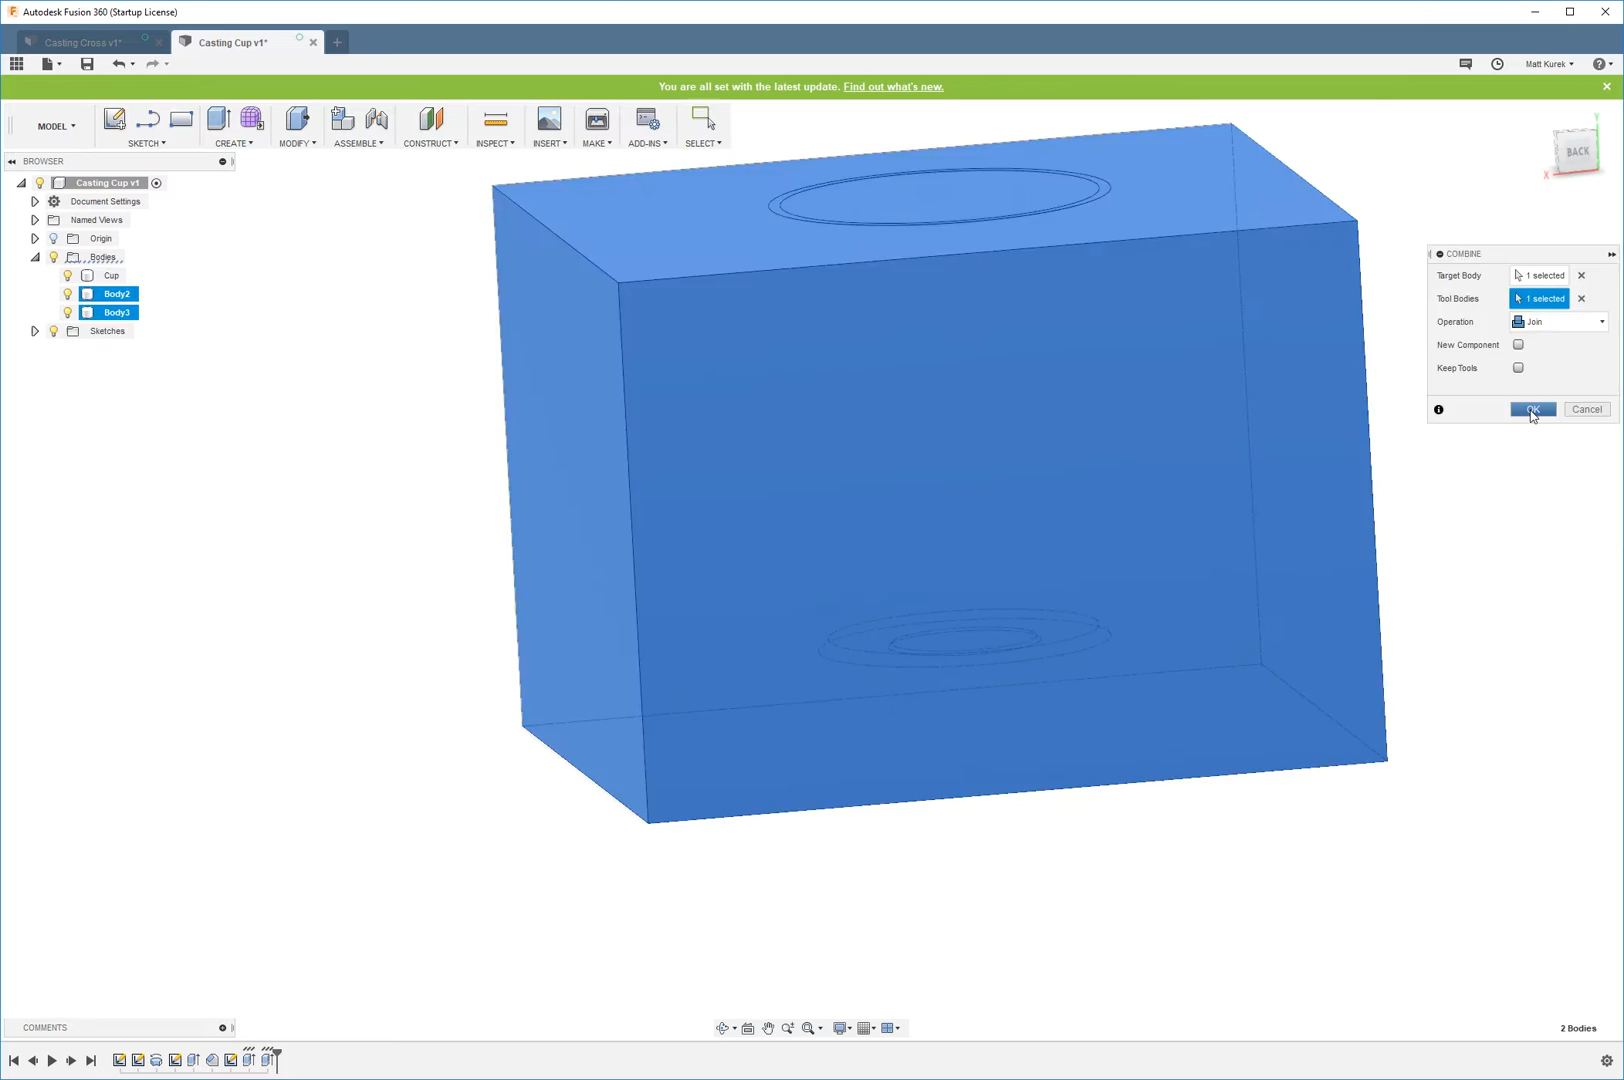 Autodesk Fusion 360 (Startup License)
Casting Cross v1*
Casting Cup v1*
Matt Kurek
You are all set with the latest update. Find out what's new.
MODEL
SKETCH
CREATE
MODIFY
ASSEMBLE
CONSTRUCT
INSPECT
INSERT
MAKE
ADD-INS
SELECT
BROWSER
Casting Cup v1
Document Settings
Named Views
Origin
Bodies
Cup
Body2
Body3
Sketches
Y
BACK
X
COMBINE
Target Body 1 selected
Tool Bodies 1 selected
Operation Join
New Component
Keep Tools
OK Cancel
COMMENTS
2 Bodies